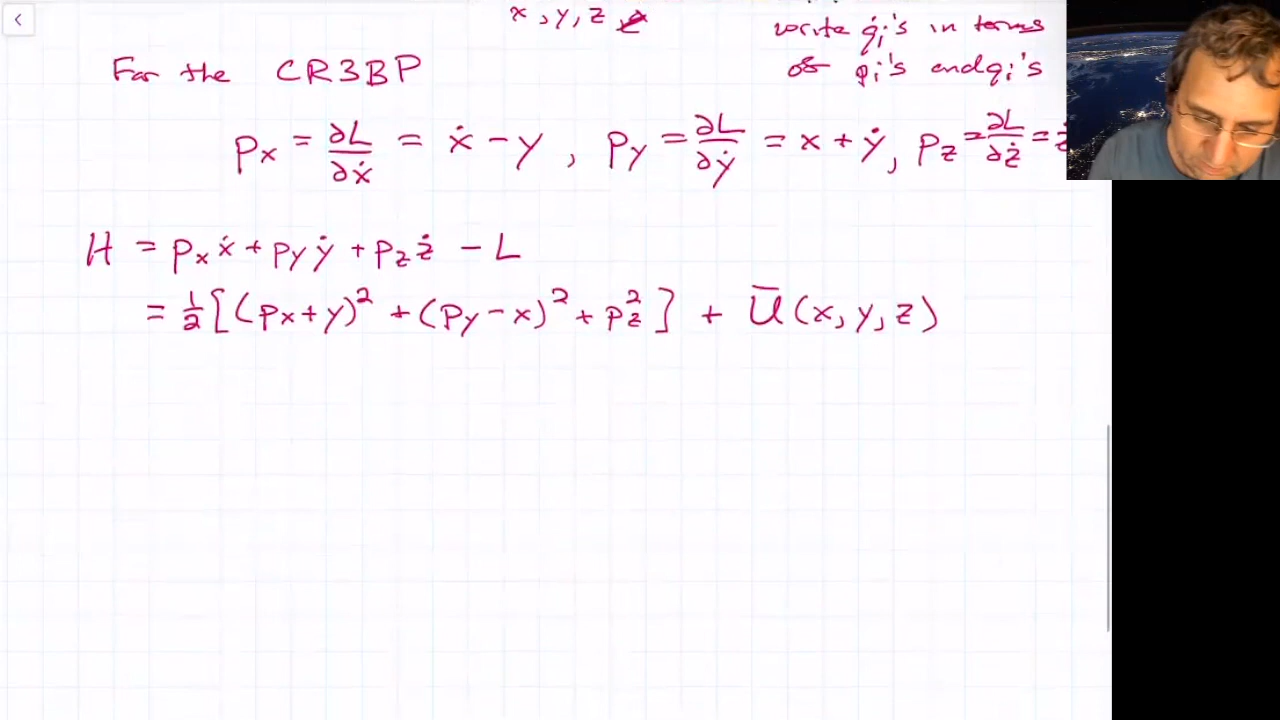 x, y, z
write q̇ᵢ's in terms
of pᵢ's and qᵢ's
For the CR3BP
pₓ = ∂L/∂ẋ = ẋ − y , p_y = ∂L/∂ẏ = x + ẏ, p_z = ∂L/∂ż = ż
H = pₓẋ + p_yẏ + p_zż − L
= ½[(pₓ+y)² + (p_y−x)² + p_z²] + Ū(x, y, z)